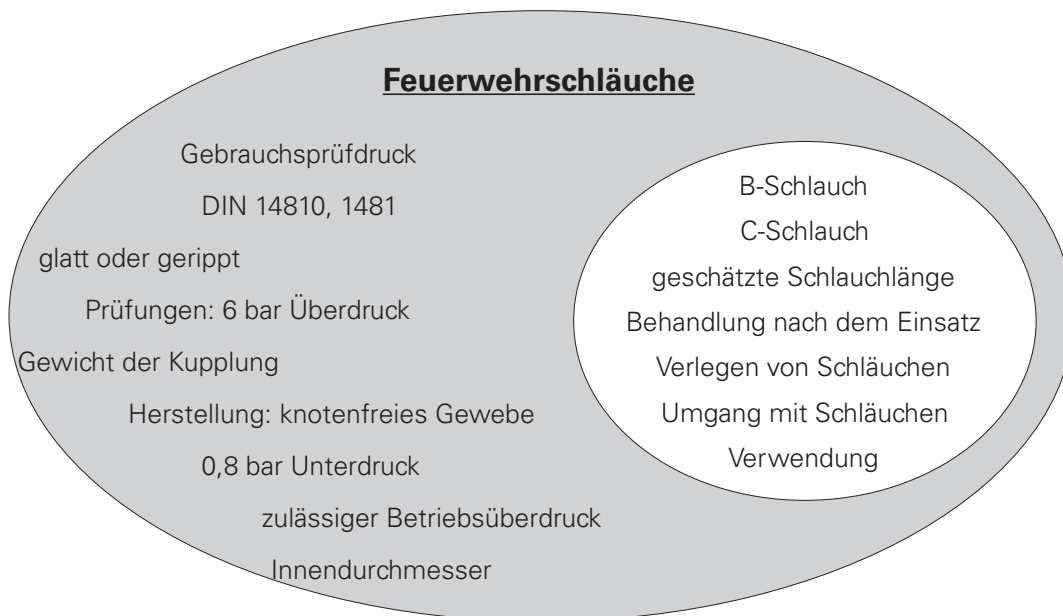 Feuerwehrschläuche
Gebrauchsprüfdruck
DIN 14810, 1481
glatt oder gerippt
Prüfungen: 6 bar Überdruck
Gewicht der Kupplung
Herstellung: knotenfreies Gewebe
0,8 bar Unterdruck
zulässiger Betriebsüberdruck
Innendurchmesser
B-Schlauch
C-Schlauch
geschätzte Schlauchlänge
Behandlung nach dem Einsatz
Verlegen von Schläuchen
Umgang mit Schläuchen
Verwendung